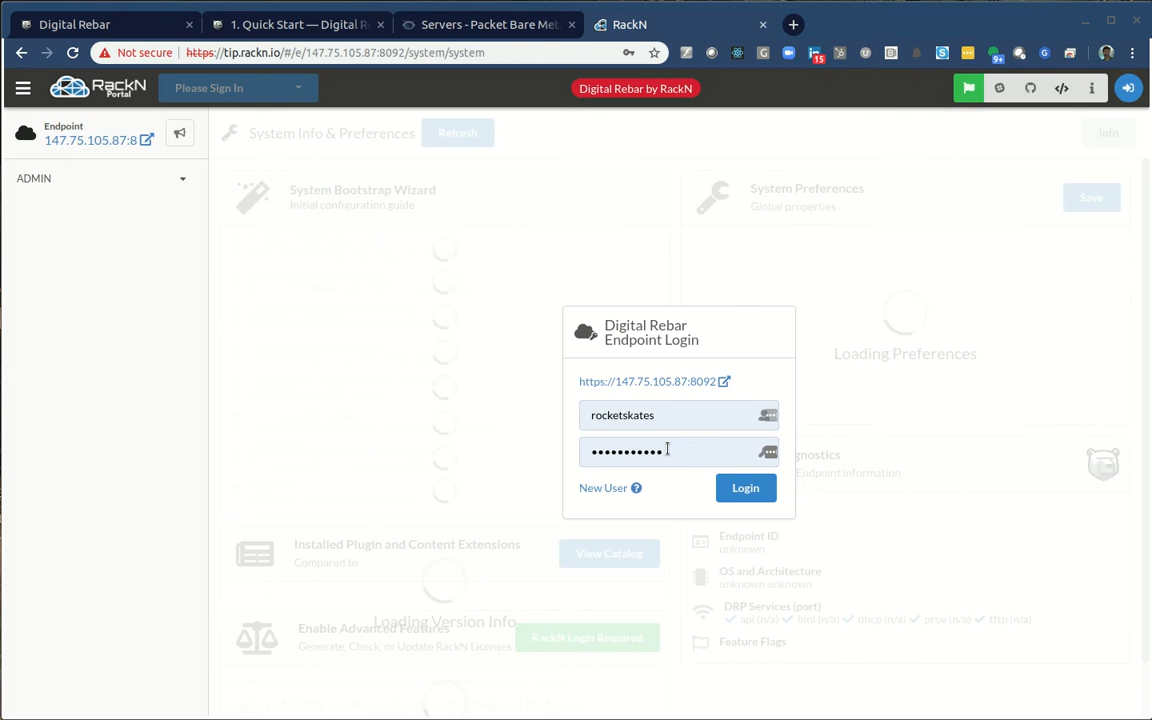 Digital Rebar
1. Quick Start — Digital R
Servers - Packet Bare Met
RackN
Not secure
https://tip.rackn.io/#/e/147.75.105.87:8092/system/system
15
9+
RackN
Portal
Please Sign In
Digital Rebar by RackN
Endpoint
147.75.105.87:8
ADMIN
System Info & Preferences
Refresh
Info
System Bootstrap Wizard
Initial configuration guide
System Preferences
Global properties
Save
Loading Preferences
Digital Rebar
Endpoint Login
https://147.75.105.87:8092
rocketskates
•••••••••••
New User
Login
gnostics
Endpoint information
Endpoint ID
unknown
OS and Architecture
unknown unknown
DRP Services (port)
api (n/a) binl (n/a) dhcp (n/a) prov (n/a) tftp (n/a)
Feature Flags
Installed Plugin and Content Extensions
Compared to
View Catalog
Loading Version Info
Enable Advanced Features
Generate, Check, or Update RackN Licenses
RackN Login Required